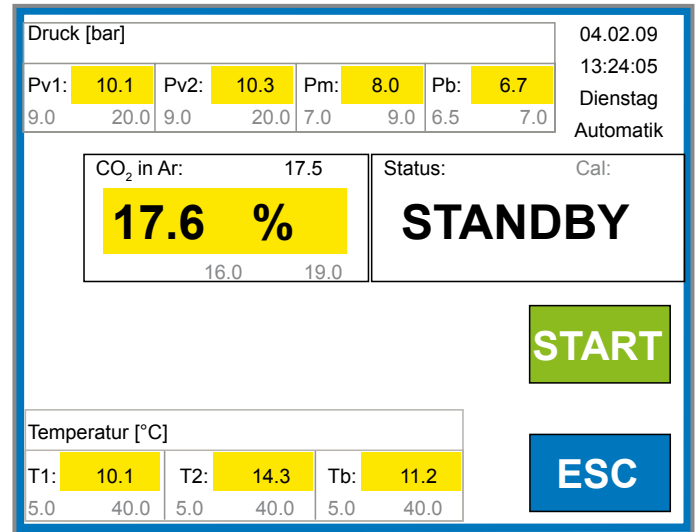 Druck [bar]
04.02.09
13:24:05
Dienstag
Automatik
Pv1: 10.1 Pv2: 10.3 Pm: 8.0 Pb: 6.7
9.0 20.0 9.0 20.0 7.0 9.0 6.5 7.0
CO₂ in Ar: 17.5
17.6 %
16.0 19.0
Status: Cal:
STANDBY
START
Temperatur [°C]
T1: 10.1 T2: 14.3 Tb: 11.2
5.0 40.0 5.0 40.0 5.0 40.0
ESC